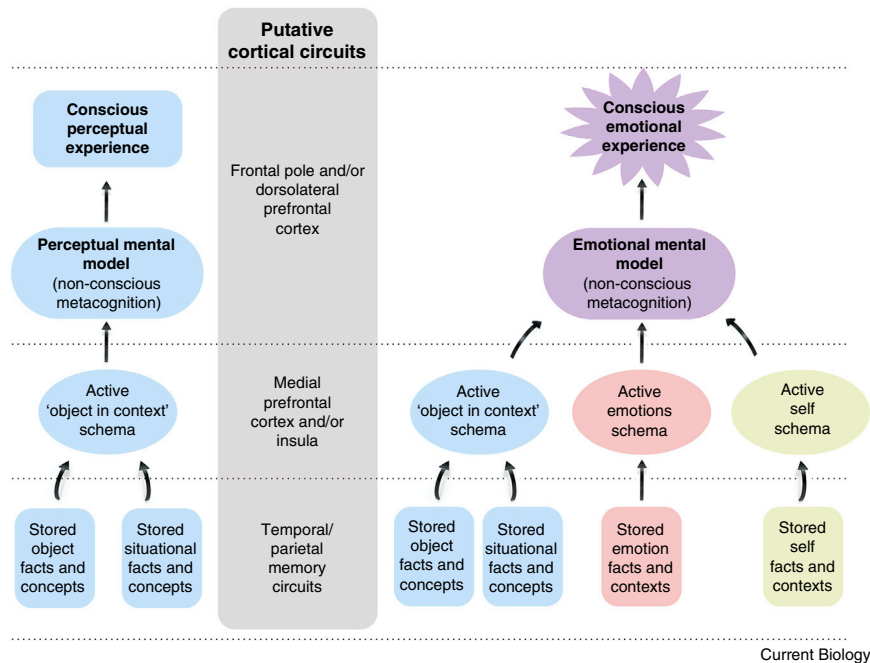 Putative
cortical circuits
Conscious
perceptual
experience
Conscious
emotional
experience
Frontal pole and/or
dorsolateral
prefrontal
cortex
Perceptual mental
model
(non-conscious
metacognition)
Emotional mental
model
(non-conscious
metacognition)
Active
‘object in context’
schema
Medial
prefrontal
cortex and/or
insula
Active
‘object in context’
schema
Active
emotions
schema
Active
self
schema
Stored
object
facts and
concepts
Stored
situational
facts and
concepts
Temporal/
parietal
memory
circuits
Stored
object
facts and
concepts
Stored
situational
facts and
concepts
Stored
emotion
facts and
contexts
Stored
self
facts and
contexts
Current Biology